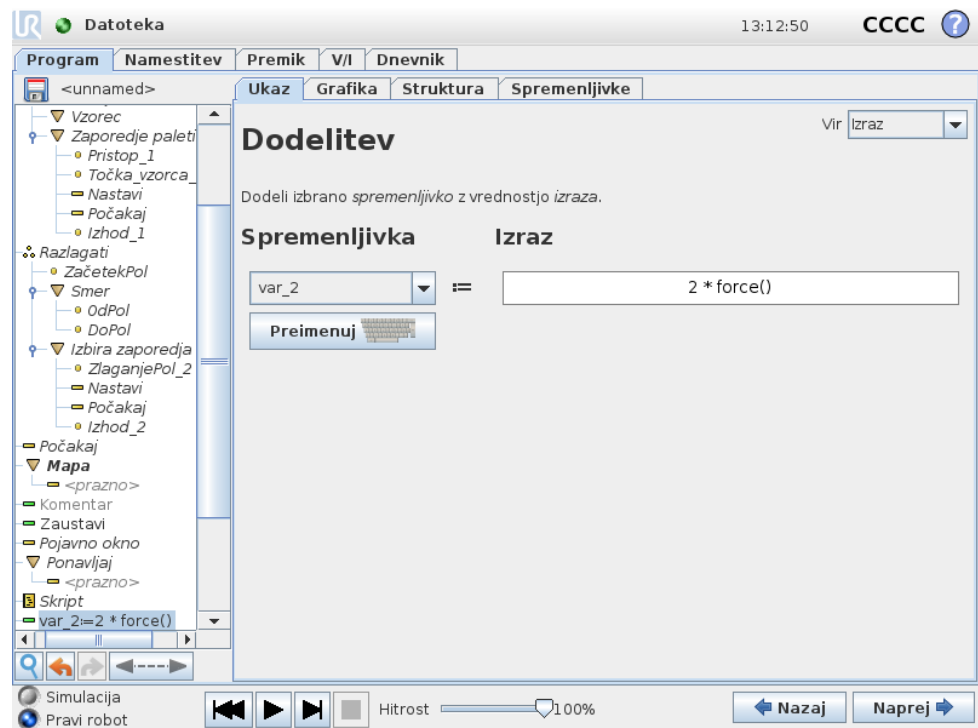 UR Datoteka 13:12:50 CCCC ?
Program Namestitev Premik V/I Dnevnik
<unnamed>
Ukaz Grafika Struktura Spremenljivke
Vzorec
Zaporedje paleti
Pristop_1
Točka_vzorca_
Nastavi
Počakaj
Izhod_1
Razlagati
ZačetekPol
Smer
OdPol
DoPol
Izbira zaporedja
ZlaganjePol_2
Nastavi
Počakaj
Izhod_2
Počakaj
Mapa
<prazno>
Komentar
Zaustavi
Pojavno okno
Ponavljaj
<prazno>
Skript
var_2:=2 * force()
Vir Izraz
Dodelitev
Dodeli izbrano spremenljivko z vrednostjo izraza.
Spremenljivka Izraz
var_2 := 2 * force()
Preimenuj
Simulacija
Pravi robot
Hitrost 100%
Nazaj Naprej